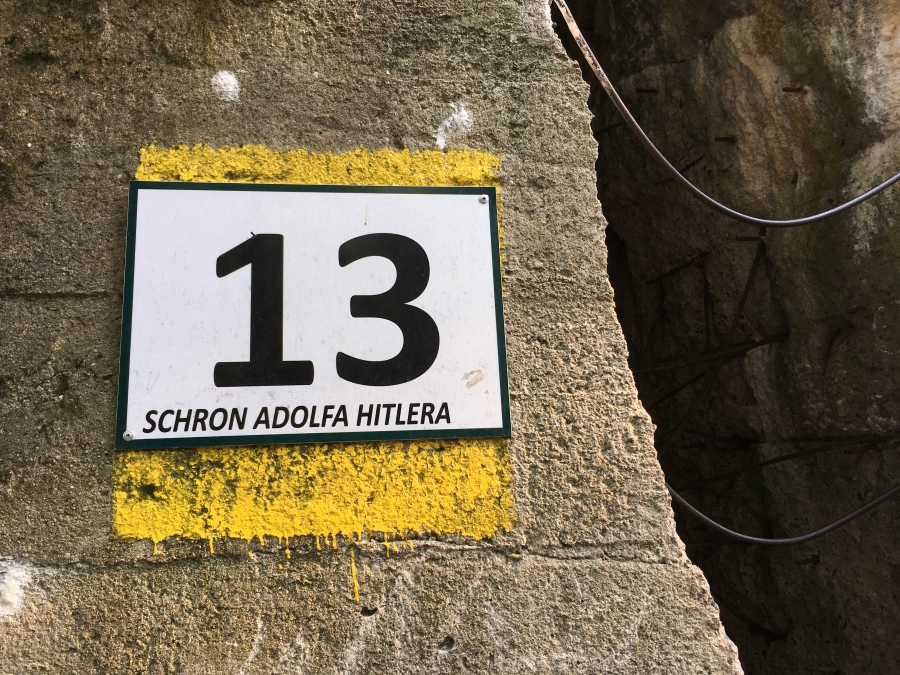 13
SCHRON ADOLFA HITLERA